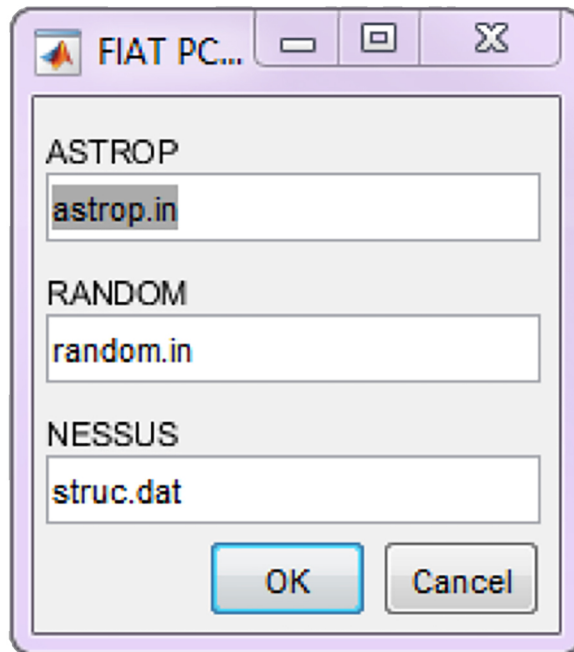 FIAT PC...
ASTROP
astrop.in
RANDOM
random.in
NESSUS
struc.dat
OK Cancel